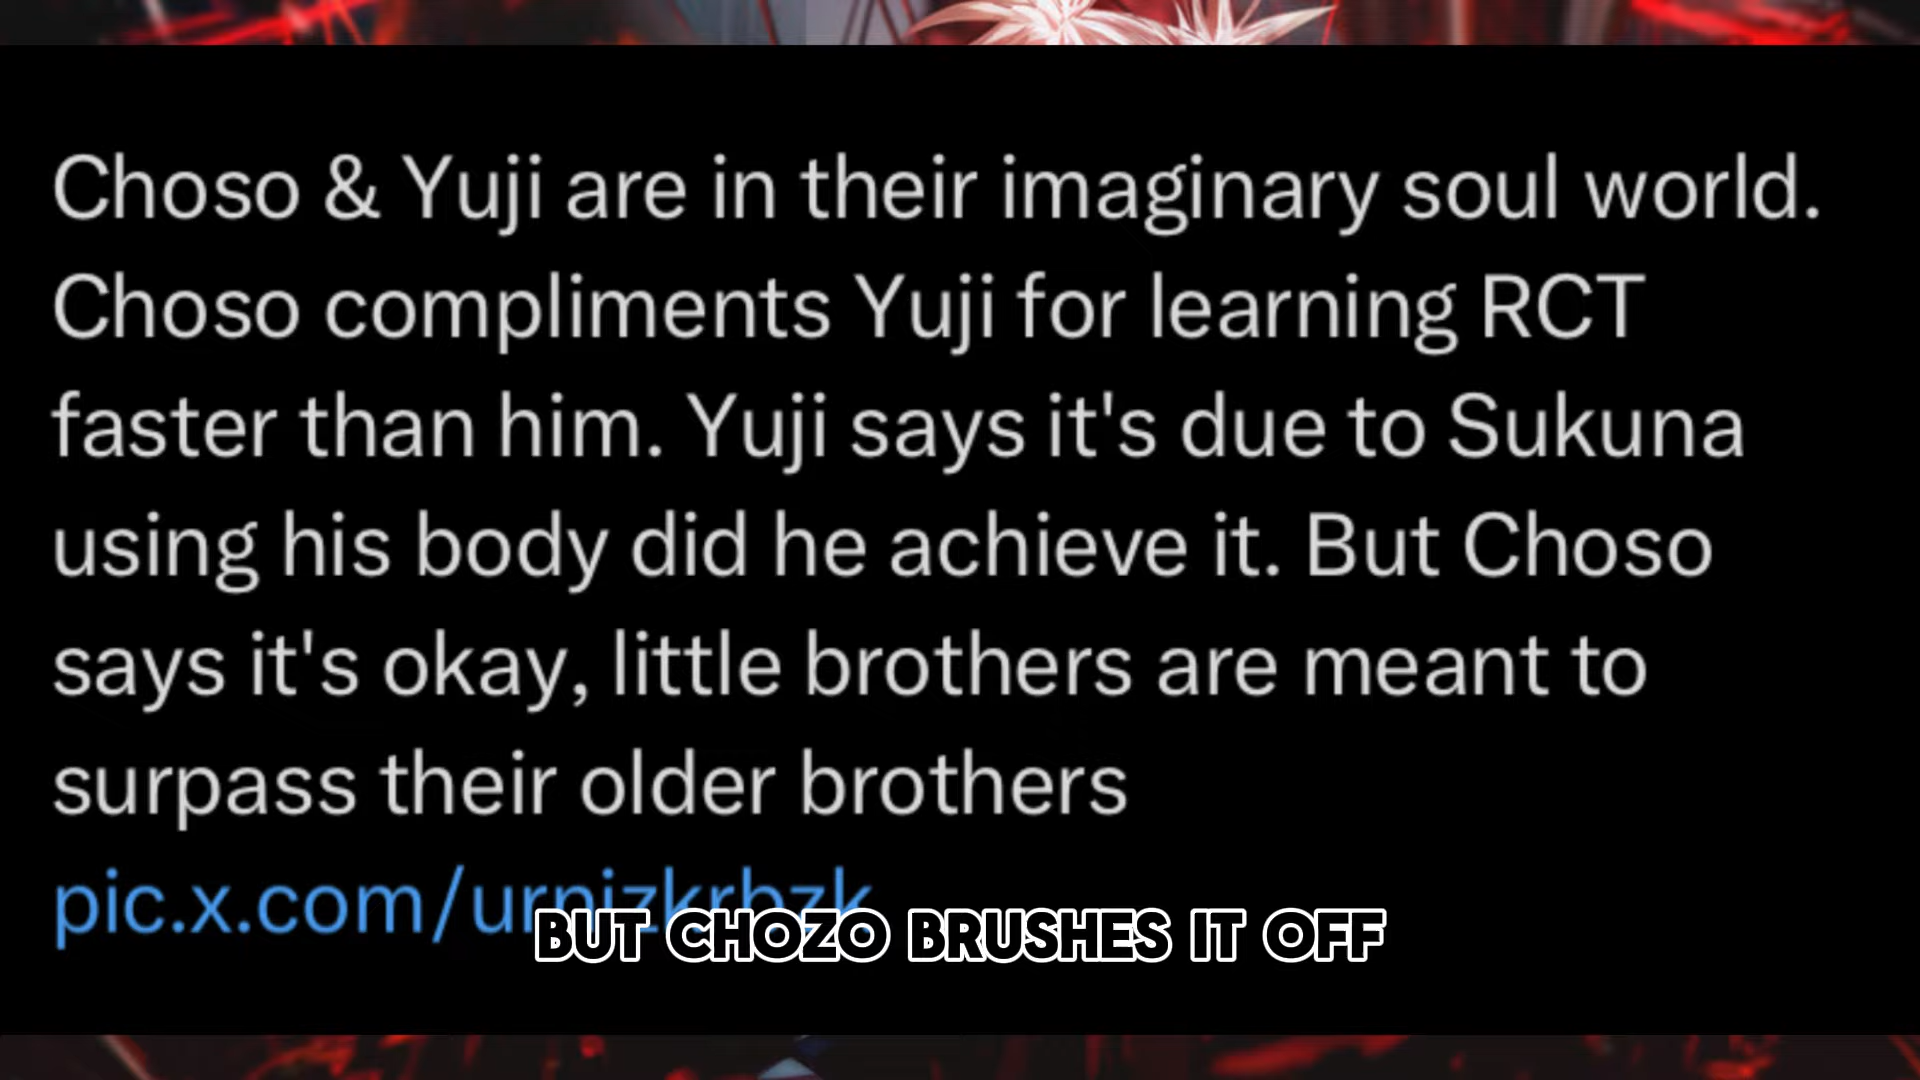 Choso & Yuji are in their imaginary soul world.
Choso compliments Yuji for learning RCT
faster than him. Yuji says it's due to Sukuna
using his body did he achieve it. But Choso
says it's okay, little brothers are meant to
surpass their older brothers
pic.x.com/urnizkrbzk
BUT CHOZO BRUSHES IT OFF